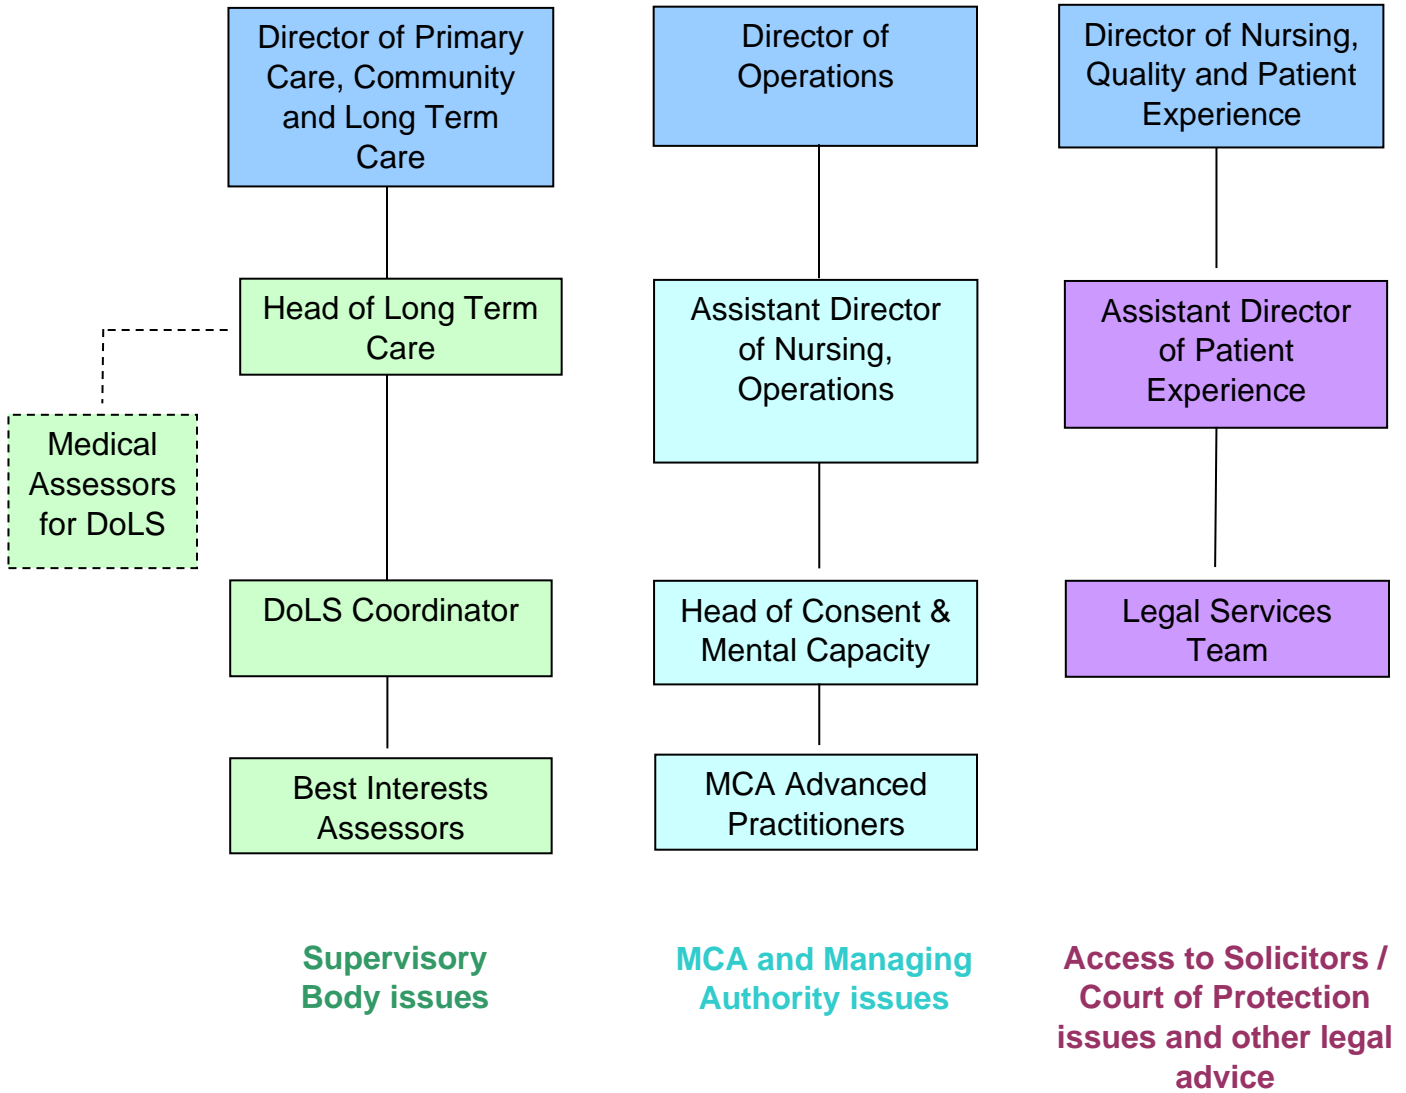 Director of Primary
Care, Community
and Long Term
Care
Director of
Operations
Director of Nursing,
Quality and Patient
Experience
Head of Long Term
Care
Assistant Director
of Nursing,
Operations
Assistant Director
of Patient
Experience
Medical
Assessors
for DoLS
DoLS Coordinator
Head of Consent &
Mental Capacity
Legal Services
Team
Best Interests
Assessors
MCA Advanced
Practitioners
Supervisory
Body issues
MCA and Managing
Authority issues
Access to Solicitors /
Court of Protection
issues and other legal
advice